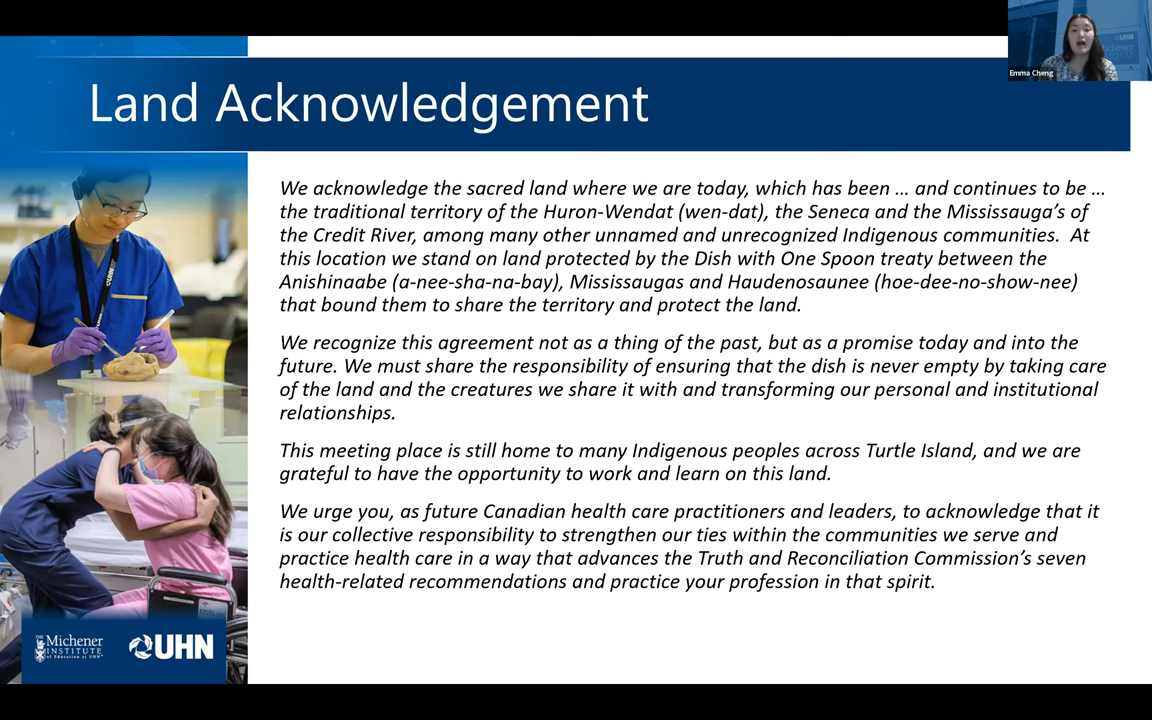 Land Acknowledgement
UHN
Michener
Emma Cheng
We acknowledge the sacred land where we are today, which has been ... and continues to be ...
the traditional territory of the Huron-Wendat (wen-dat), the Seneca and the Mississauga's of
the Credit River, among many other unnamed and unrecognized Indigenous communities.  At
this location we stand on land protected by the Dish with One Spoon treaty between the
Anishinaabe (a-nee-sha-na-bay), Mississaugas and Haudenosaunee (hoe-dee-no-show-nee)
that bound them to share the territory and protect the land.
We recognize this agreement not as a thing of the past, but as a promise today and into the
future. We must share the responsibility of ensuring that the dish is never empty by taking care
of the land and the creatures we share it with and transforming our personal and institutional
relationships.
This meeting place is still home to many Indigenous peoples across Turtle Island, and we are
grateful to have the opportunity to work and learn on this land.
We urge you, as future Canadian health care practitioners and leaders, to acknowledge that it
is our collective responsibility to strengthen our ties within the communities we serve and
practice health care in a way that advances the Truth and Reconciliation Commission's seven
health-related recommendations and practice your profession in that spirit.
THE Michener
INSTITUTE
of Education at UHN
UHN